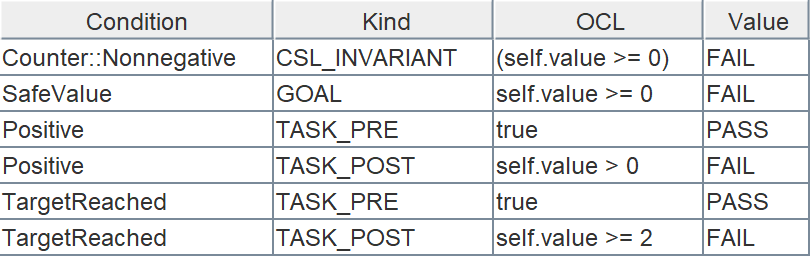 Condition Kind OCL Value
Counter::Nonnegative CSL_INVARIANT (self.value >= 0) FAIL
SafeValue GOAL self.value >= 0 FAIL
Positive TASK_PRE true PASS
Positive TASK_POST self.value > 0 FAIL
TargetReached TASK_PRE true PASS
TargetReached TASK_POST self.value >= 2 FAIL